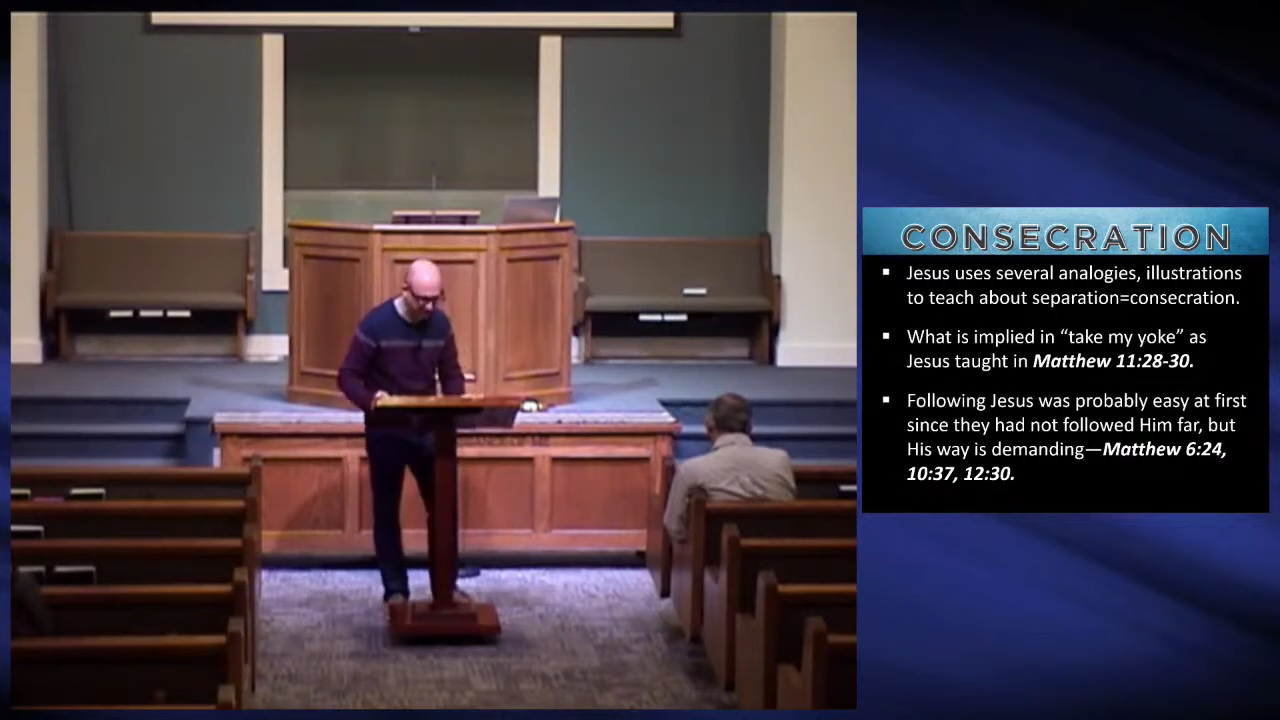 CONSECRATION
▪ Jesus uses several analogies, illustrations
to teach about separation=consecration.
▪ What is implied in “take my yoke” as
Jesus taught in Matthew 11:28-30.
▪ Following Jesus was probably easy at first
since they had not followed Him far, but
His way is demanding—Matthew 6:24,
10:37, 12:30.